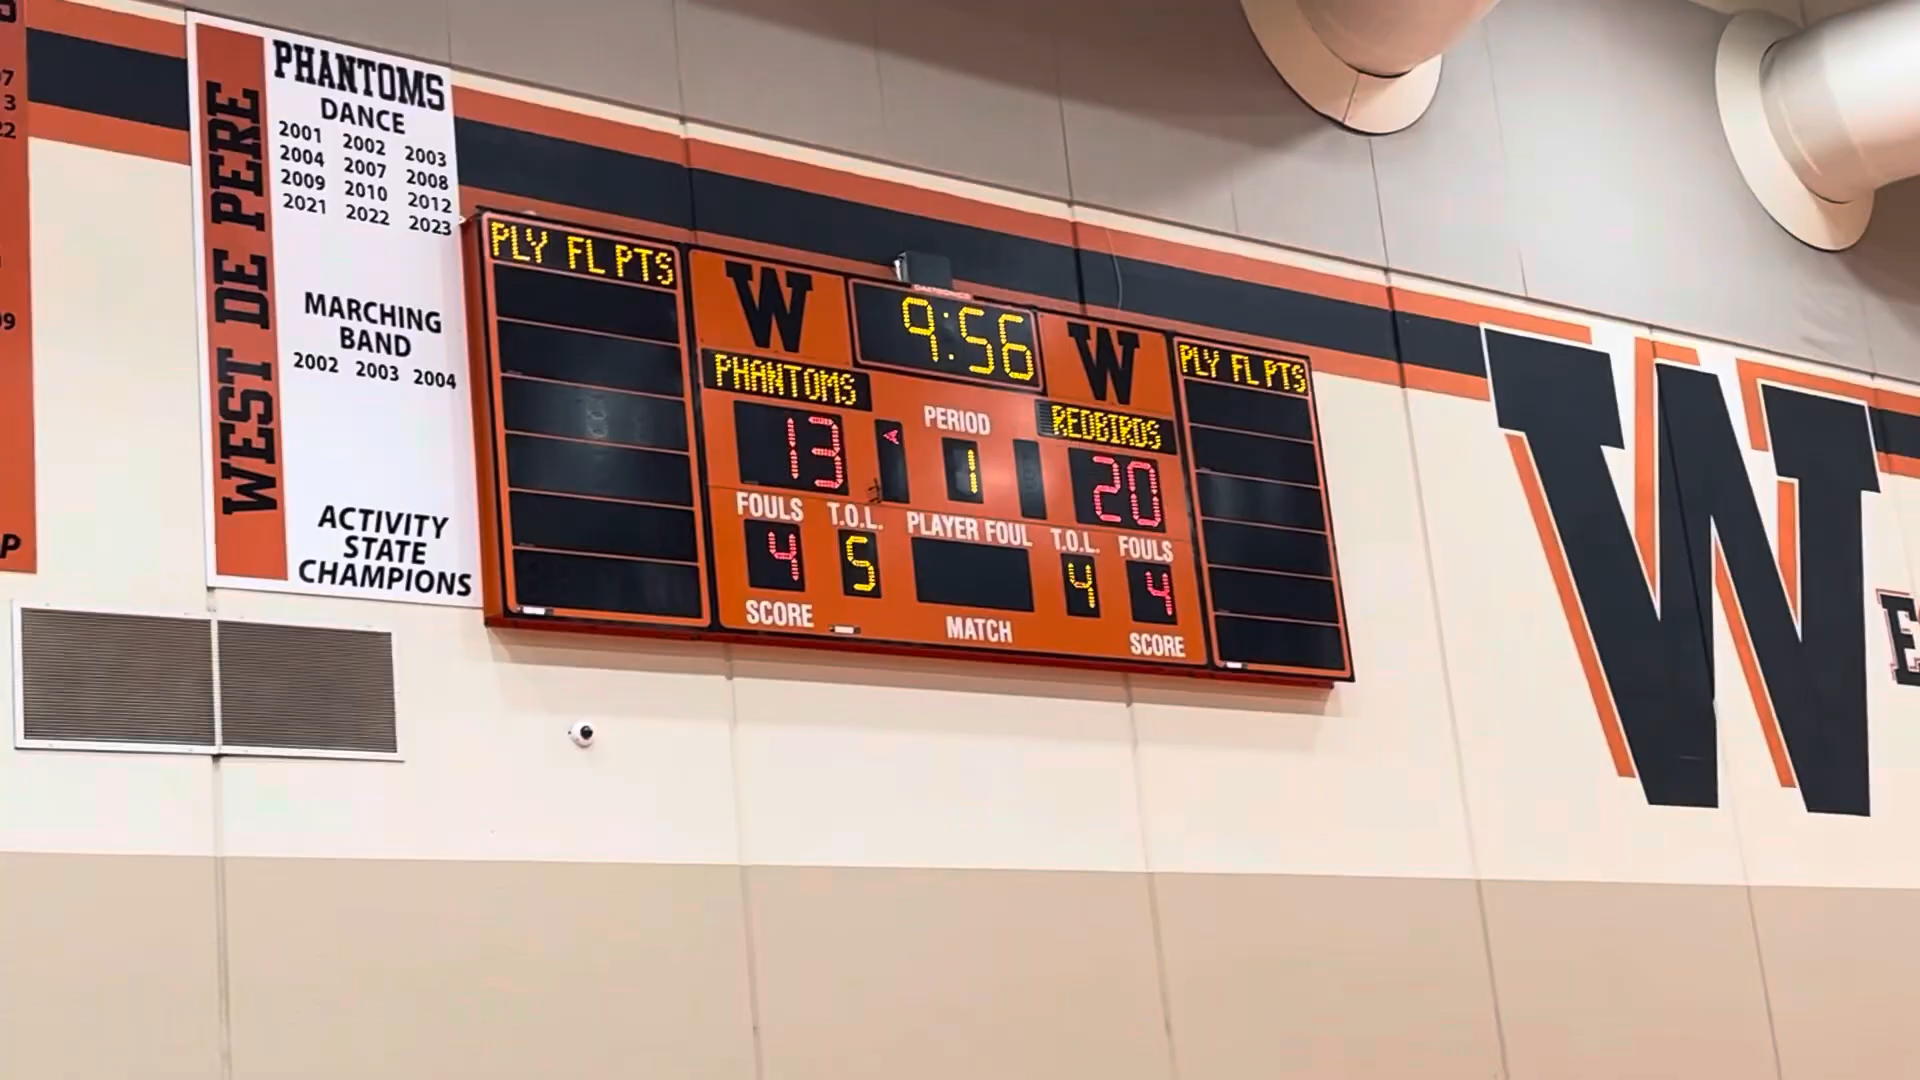 WEST DE PERE
PHANTOMS
DANCE
2001 2002 2003
2004 2007 2008
2009 2010 2012
2021 2022 2023
MARCHING
BAND
2002 2003 2004
ACTIVITY
STATE
CHAMPIONS
PLY FL PTS
W
DAKTRONICS
9:56
W
PLY FL PTS
PHANTOMS
PERIOD
REDBIRDS
13
1
20
FOULS T.O.L. PLAYER FOUL T.O.L. FOULS
4 5 4 4
SCORE MATCH SCORE
W
E
P